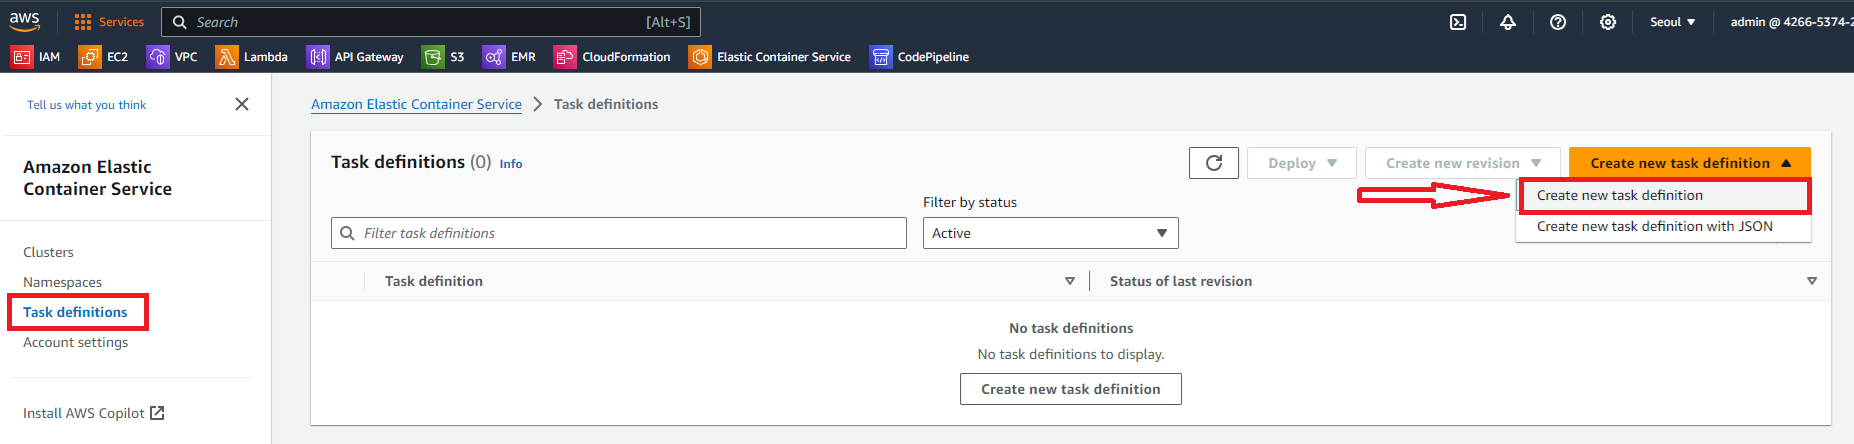 aws Services Search [Alt+S] Seoul admin @ 4266-5374-2
IAM EC2 VPC Lambda API Gateway S3 EMR CloudFormation Elastic Container Service CodePipeline
Tell us what you think
Amazon Elastic
Container Service
Clusters
Namespaces
Task definitions
Account settings
Install AWS Copilot
Amazon Elastic Container Service > Task definitions
Task definitions (0) Info
Deploy
Create new revision
Create new task definition
Create new task definition
Create new task definition with JSON
Filter by status
Filter task definitions
Active
Task definition Status of last revision
No task definitions
No task definitions to display.
Create new task definition